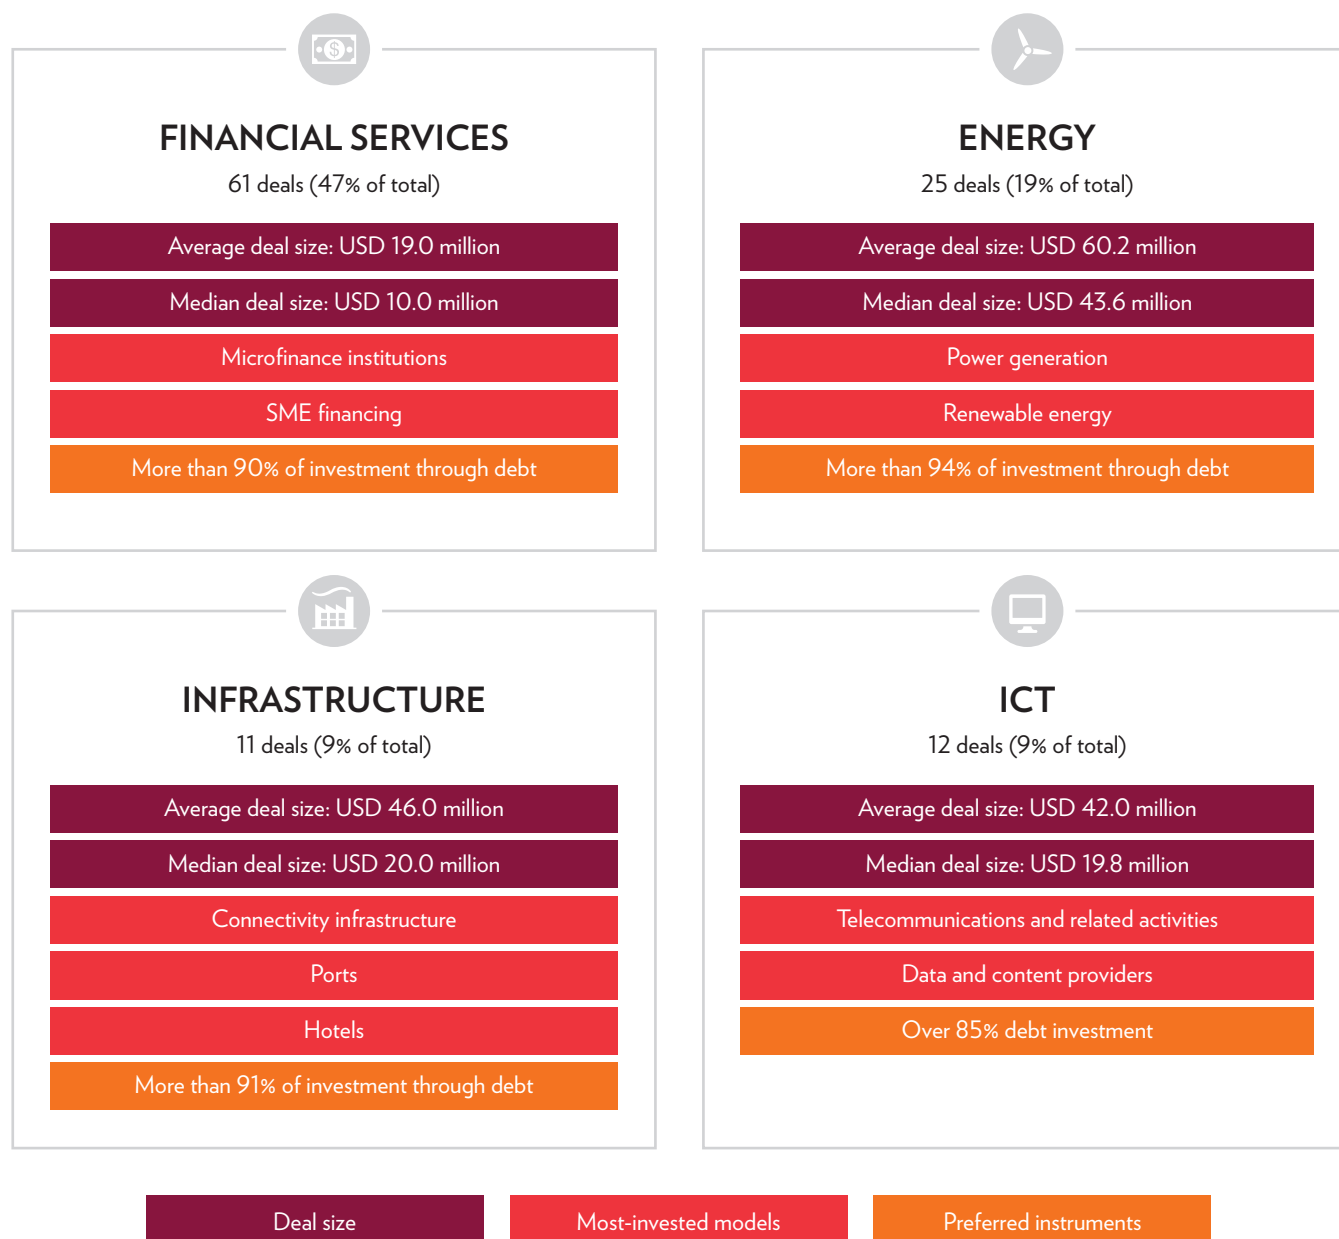 FINANCIAL SERVICES
61 deals (47% of total)
Average deal size: USD 19.0 million
Median deal size: USD 10.0 million
Microfinance institutions
SME financing
More than 90% of investment through debt
ENERGY
25 deals (19% of total)
Average deal size: USD 60.2 million
Median deal size: USD 43.6 million
Power generation
Renewable energy
More than 94% of investment through debt
INFRASTRUCTURE
11 deals (9% of total)
Average deal size: USD 46.0 million
Median deal size: USD 20.0 million
Connectivity infrastructure
Ports
Hotels
More than 91% of investment through debt
ICT
12 deals (9% of total)
Average deal size: USD 42.0 million
Median deal size: USD 19.8 million
Telecommunications and related activities
Data and content providers
Over 85% debt investment
Deal size
Most-invested models
Preferred instruments